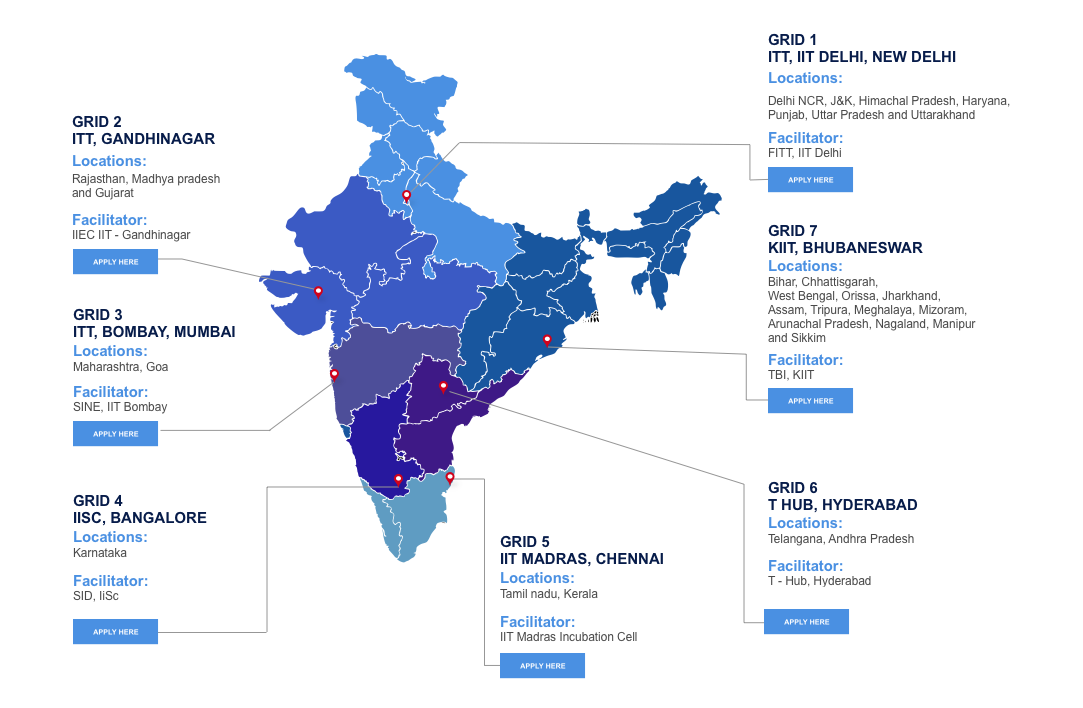 GRID 1
ITT, IIT DELHI, NEW DELHI
Locations:
Delhi NCR, J&K, Himachal Pradesh, Haryana,
Punjab, Uttar Pradesh and Uttarakhand
Facilitator:
FITT, IIT Delhi
APPLY HERE
GRID 2
ITT, GANDHINAGAR
Locations:
Rajasthan, Madhya pradesh
and Gujarat
Facilitator:
IIEC IIT - Gandhinagar
APPLY HERE
GRID 3
ITT, BOMBAY, MUMBAI
Locations:
Maharashtra, Goa
Facilitator:
SINE, IIT Bombay
APPLY HERE
GRID 4
IISC, BANGALORE
Locations:
Karnataka
Facilitator:
SID, IiSc
APPLY HERE
GRID 5
IIT MADRAS, CHENNAI
Locations:
Tamil nadu, Kerala
Facilitator:
IIT Madras Incubation Cell
APPLY HERE
GRID 6
T HUB, HYDERABAD
Locations:
Telangana, Andhra Pradesh
Facilitator:
T - Hub, Hyderabad
APPLY HERE
GRID 7
KIIT, BHUBANESWAR
Locations:
Bihar, Chhattisgarah,
West Bengal, Orissa, Jharkhand,
Assam, Tripura, Meghalaya, Mizoram,
Arunachal Pradesh, Nagaland, Manipur
and Sikkim
Facilitator:
TBI, KIIT
APPLY HERE